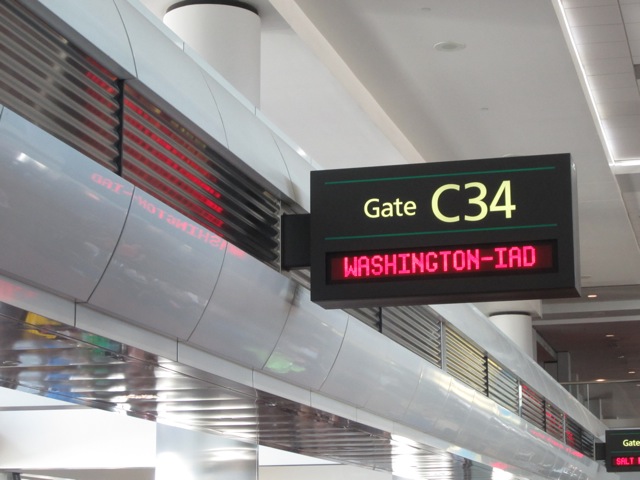 Gate C34
WASHINGTON-IAD
Gate
SALT